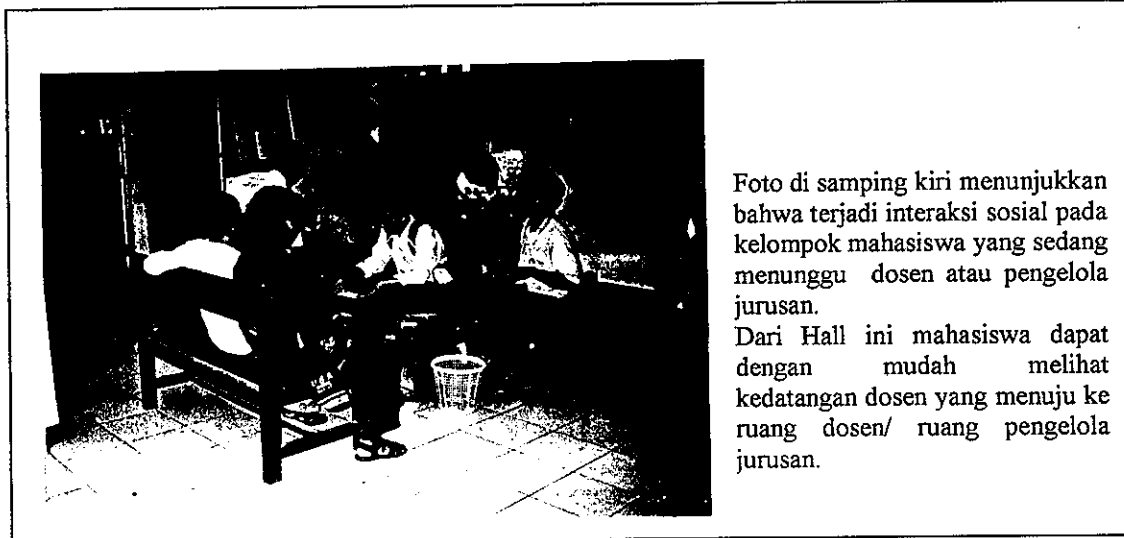 Foto di samping kiri menunjukkan
bahwa terjadi interaksi sosial pada
kelompok mahasiswa yang sedang
menunggu dosen atau pengelola
jurusan.
Dari Hall ini mahasiswa dapat
dengan mudah melihat
kedatangan dosen yang menuju ke
ruang dosen/ ruang pengelola
jurusan.